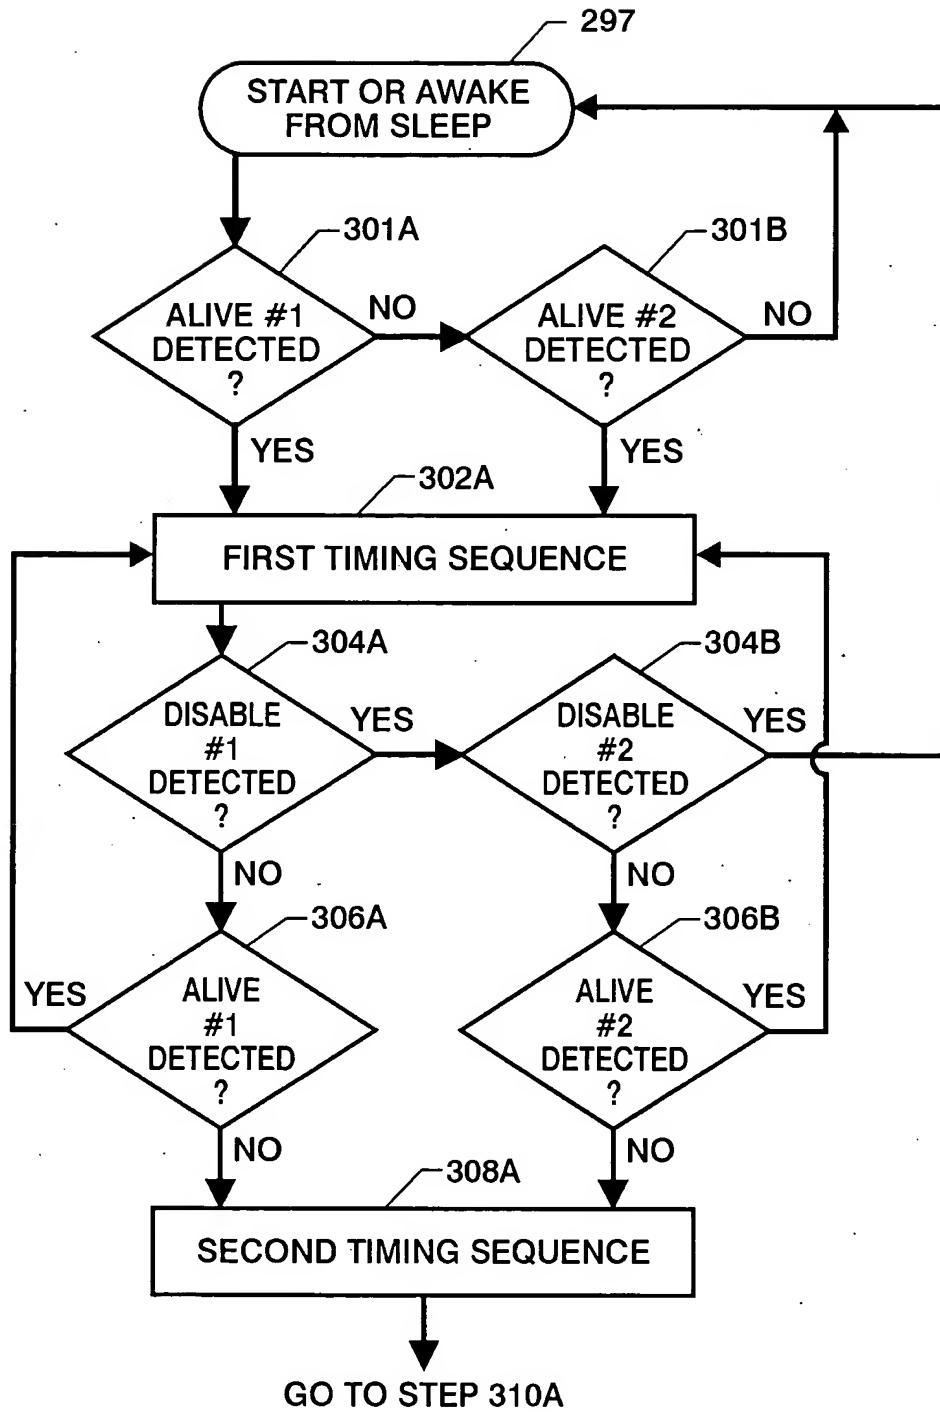 297
START OR AWAKE
FROM SLEEP
301A
301B
ALIVE #1
DETECTED
?
NO
ALIVE #2
DETECTED
?
NO
YES
YES
302A
FIRST TIMING SEQUENCE
304A
304B
DISABLE
#1
DETECTED
?
YES
DISABLE
#2
DETECTED
?
YES
NO
NO
306A
306B
YES
ALIVE
#1
DETECTED
?
ALIVE
#2
DETECTED
?
YES
NO
NO
308A
SECOND TIMING SEQUENCE
GO TO STEP 310A